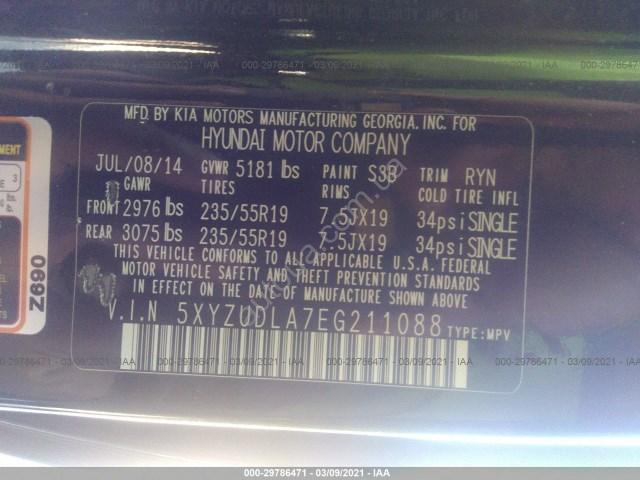 MFD. BY KIA MOTORS MANUFACTURING GEORGIA, INC. FOR
HYUNDAI MOTOR COMPANY
JUL/08/14 GVWR 5181 lbs PAINT S3B TRIM RYN
GAWR TIRES RIMS COLD TIRE INFL
FRONT 2976 lbs 235/55R19 7.5JX19 34psi SINGLE
REAR 3075 lbs 235/55R19 7.5JX19 34psi SINGLE
THIS VEHICLE CONFORMS TO ALL APPLICABLE U.S.A. FEDERAL
MOTOR VEHICLE SAFETY AND THEFT PREVENTION STANDARDS
IN EFFECT ON THE DATE OF MANUFACTURE SHOWN ABOVE.
V.I.N 5XYZUDLA7EG211088 TYPE:MPV
Z690
000-29786471 - 03/09/2021 - IAA